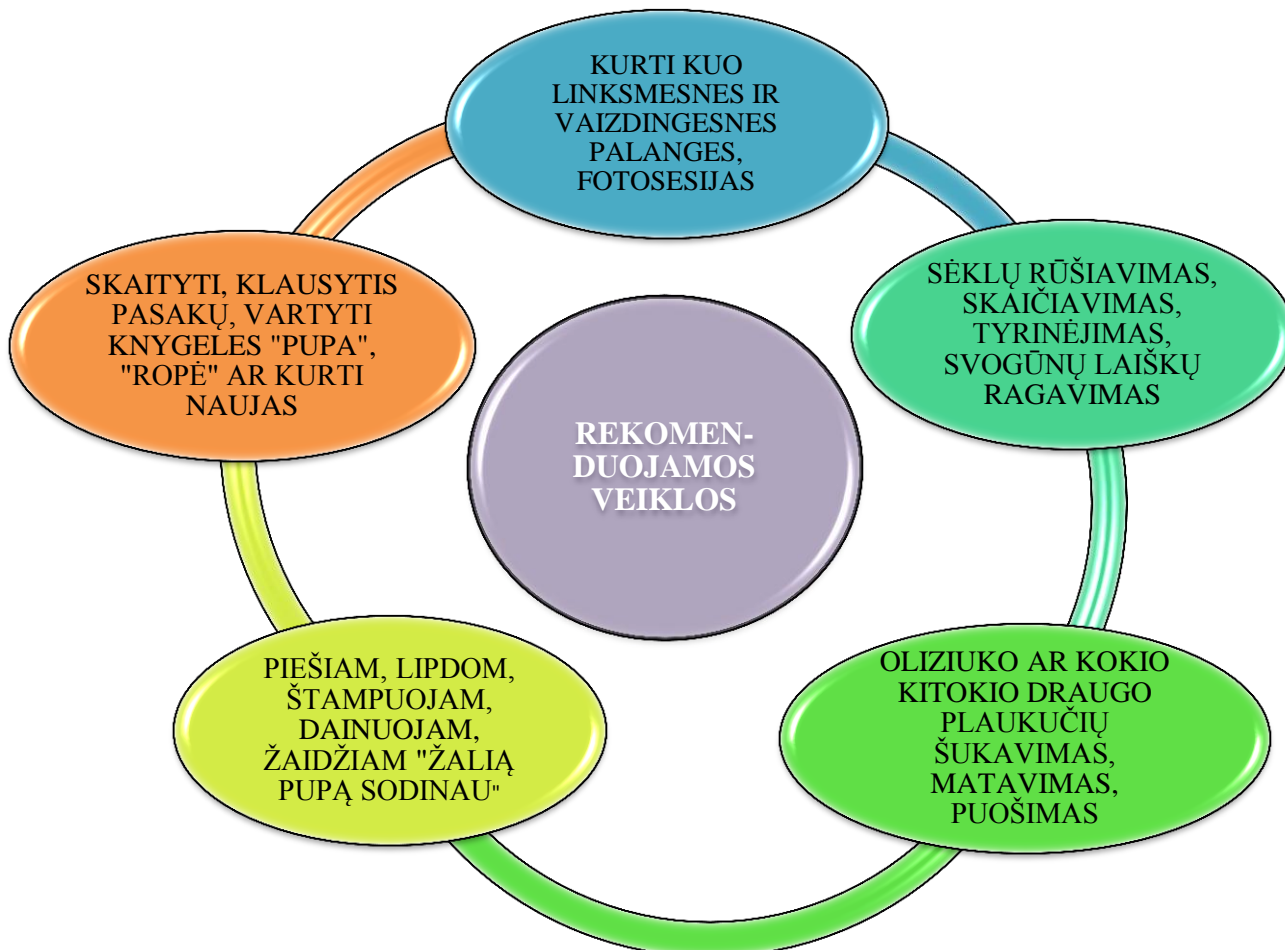 KURTI KUO
LINKSMESNES IR
VAIZDINGESNES
PALANGES,
FOTOSESIJAS
SĖKLŲ RŪŠIAVIMAS,
SKAIČIAVIMAS,
TYRINĖJIMAS,
SVOGŪNŲ LAIŠKŲ
RAGAVIMAS
OLIZIUKO AR KOKIO
KITOKIO DRAUGO
PLAUKUČIŲ
ŠUKAVIMAS,
MATAVIMAS,
PUOŠIMAS
PIEŠIAM, LIPDOM,
ŠTAMPUOJAM,
DAINUOJAM,
ŽAIDŽIAM "ŽALIĄ
PUPĄ SODINAU"
SKAITYTI, KLAUSYTIS
PASAKŲ, VARTYTI
KNYGELES "PUPA",
"ROPĖ" AR KURTI
NAUJAS
REKOMEN-
DUOJAMOS
VEIKLOS